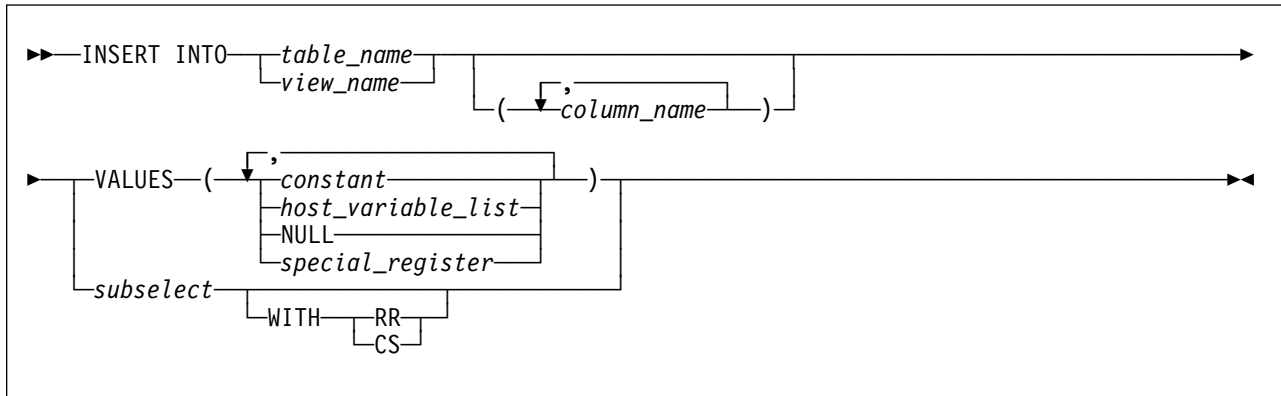 INSERT INTO table_name
view_name
( , column_name )
VALUES ( , constant )
host_variable_list
NULL
special_register
subselect
WITH RR
CS